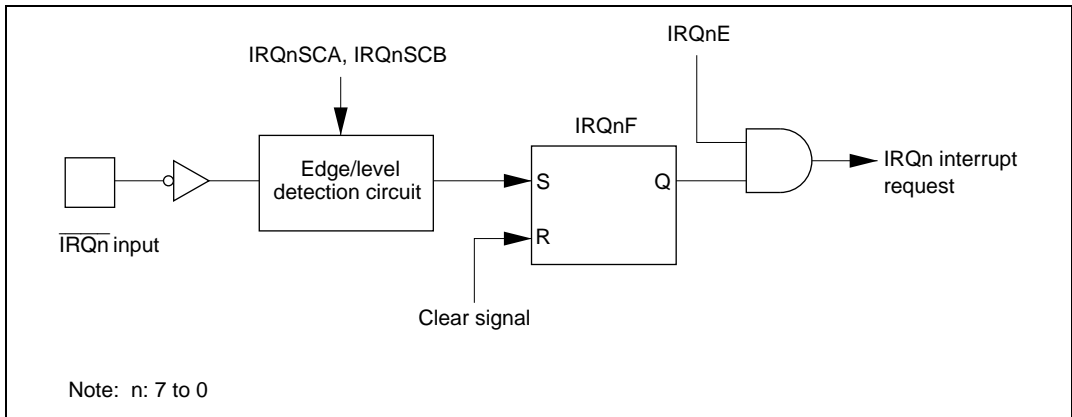 IRQnE
IRQnSCA, IRQnSCB
IRQnF
Edge/level
detection circuit
S
Q
R
IRQn interrupt
request
IRQn input
Clear signal
Note: n: 7 to 0